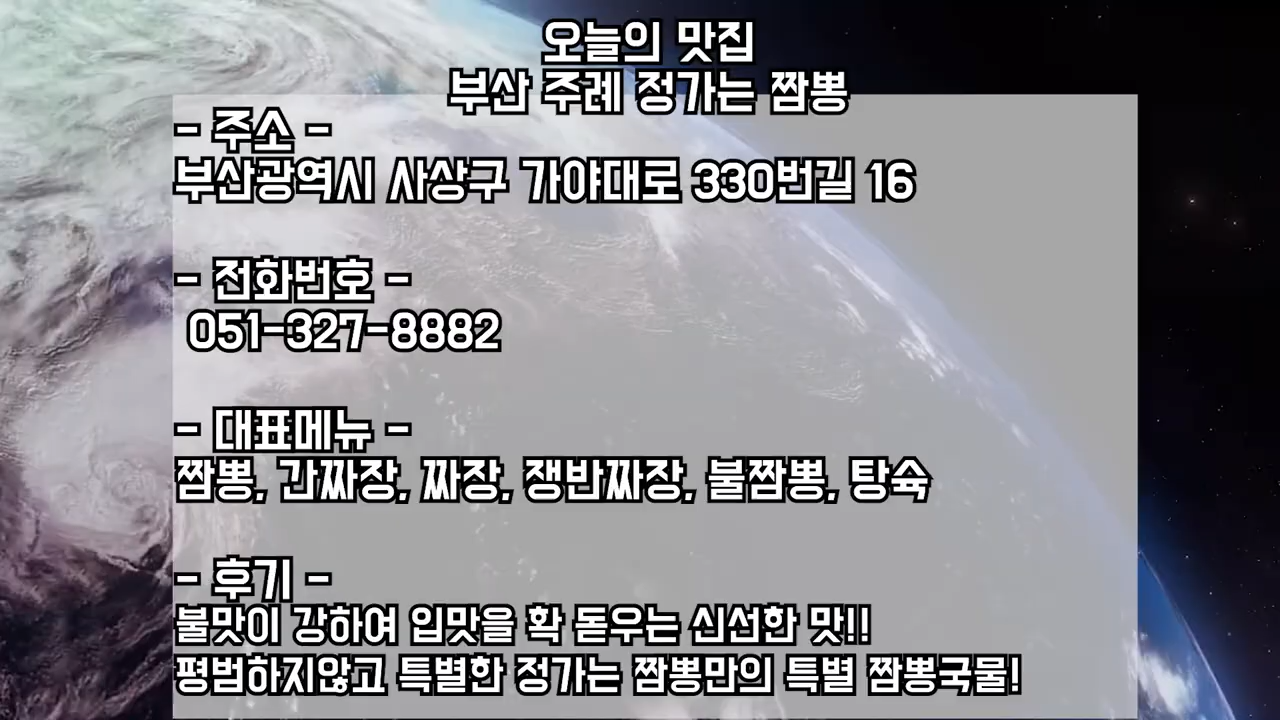 오늘의 맛집
부산 주례 정가는 짬뽕
- 주소 -
부산광역시 사상구 가야대로 330번길 16
- 전화번호 -
051-327-8882
- 대표메뉴 -
짬뽕, 간짜장, 짜장, 쟁반짜장, 불짬뽕, 탕슉
- 후기 -
불맛이 강하여 입맛을 확 돋우는 신선한 맛!!
평범하지않고 특별한 정가는 짬뽕만의 특별 짬뽕국물!